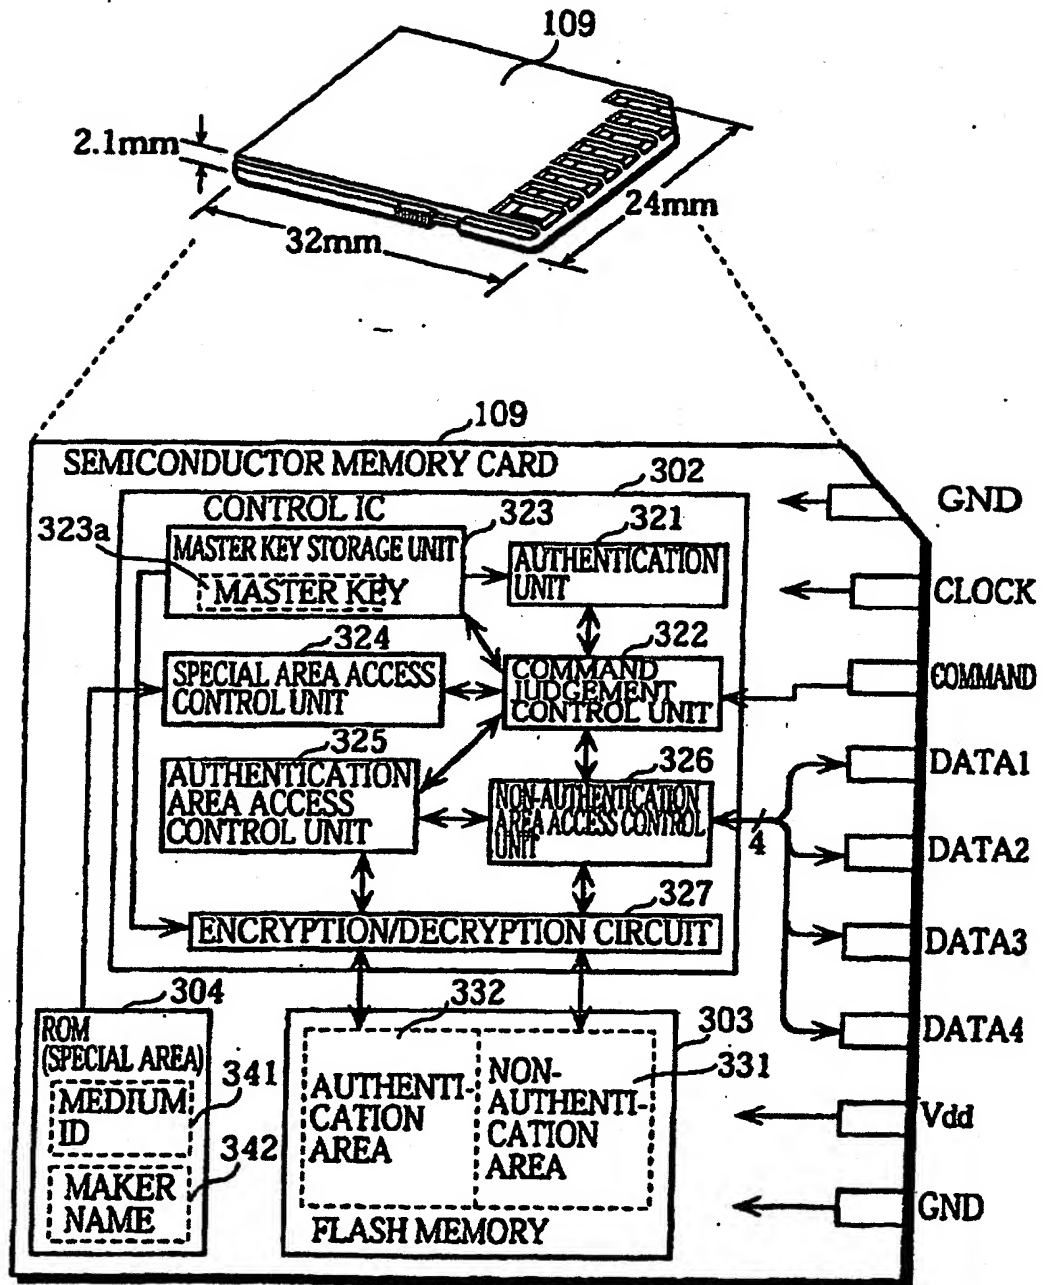 109
2.1mm
32mm
24mm
109
SEMICONDUCTOR MEMORY CARD
302
CONTROL IC
323a
323
MASTER KEY STORAGE UNIT
MASTER KEY
321
AUTHENTICATION
UNIT
324
SPECIAL AREA ACCESS
CONTROL UNIT
322
COMMAND
JUDGEMENT
CONTROL UNIT
325
AUTHENTICATION
AREA ACCESS
CONTROL UNIT
326
NON-AUTHENTICATION
AREA ACCESS CONTROL
UNIT
4
327
ENCRYPTION/DECRYPTION CIRCUIT
GND
CLOCK
COMMAND
DATA1
DATA2
DATA3
DATA4
Vdd
GND
304
ROM
(SPECIAL AREA)
341
MEDIUM
ID
342
MAKER
NAME
332
303
331
AUTHENTI-
CATION
AREA
NON-
AUTHENTI-
CATION
AREA
FLASH MEMORY